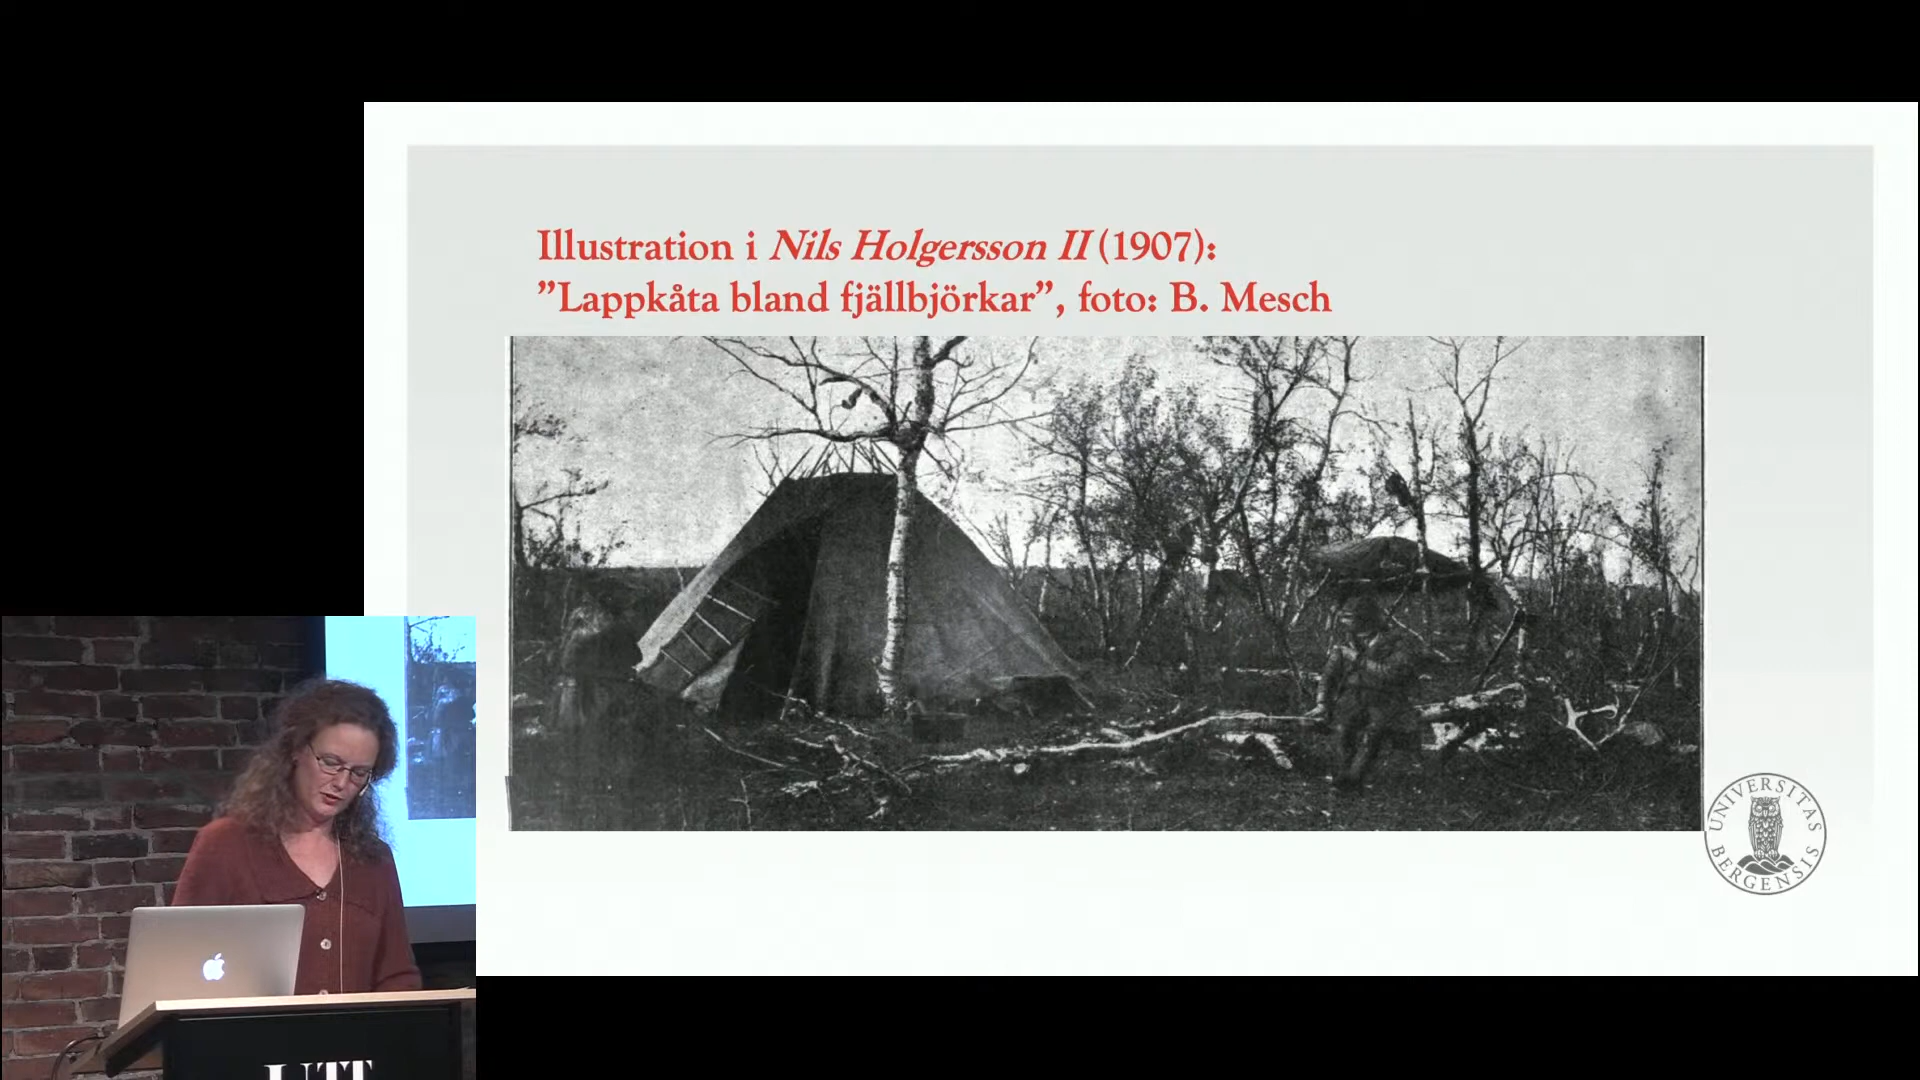 Illustration i Nils Holgersson II (1907):
”Lappkåta bland fjällbjörkar”, foto: B. Mesch
UNIVERSITAS BERGENSIS